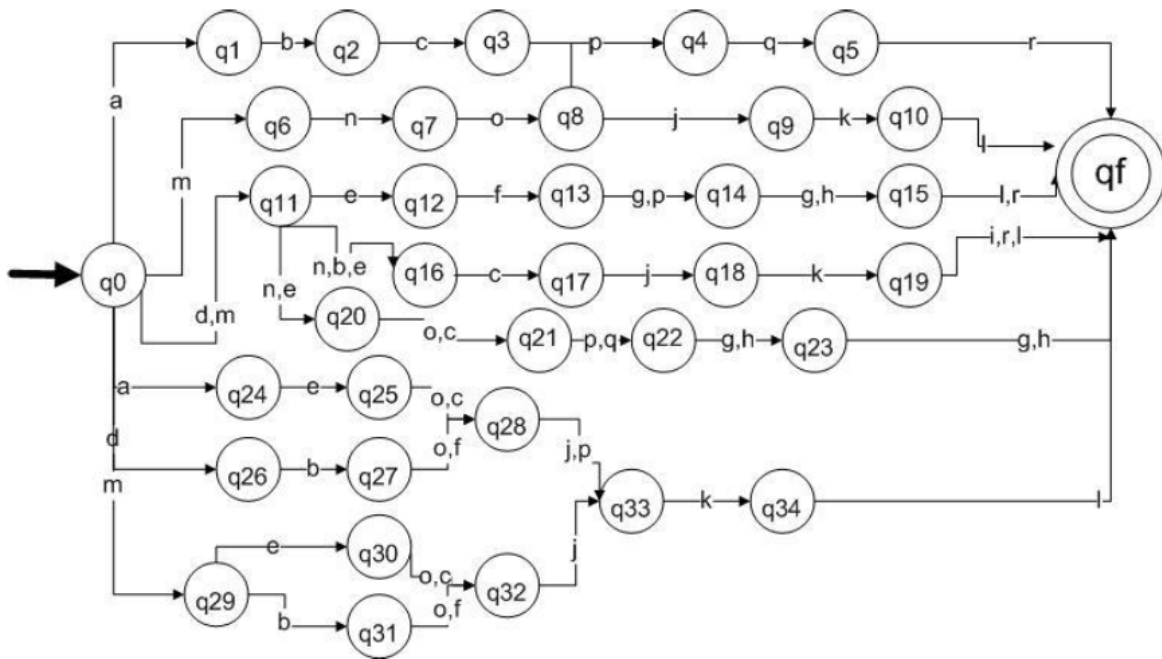 q1 b q2 c q3 p q4 q q5 r
a
q6 n q7 o q8 j q9 k q10 l
m
qf
q11 e q12 f q13 g,p q14 g,h q15 l,r
n,b,e q16 c q17 j q18 k q19 i,r,l
q0
n,e
d,m q20 o,c q21 p,q q22 g,h q23 g,h
a q24 e q25 o,c
q28
d
q26 b q27 o,f j,p
m
q33 k q34 l
e q30 o,c j
q29 q32
b q31 o,f